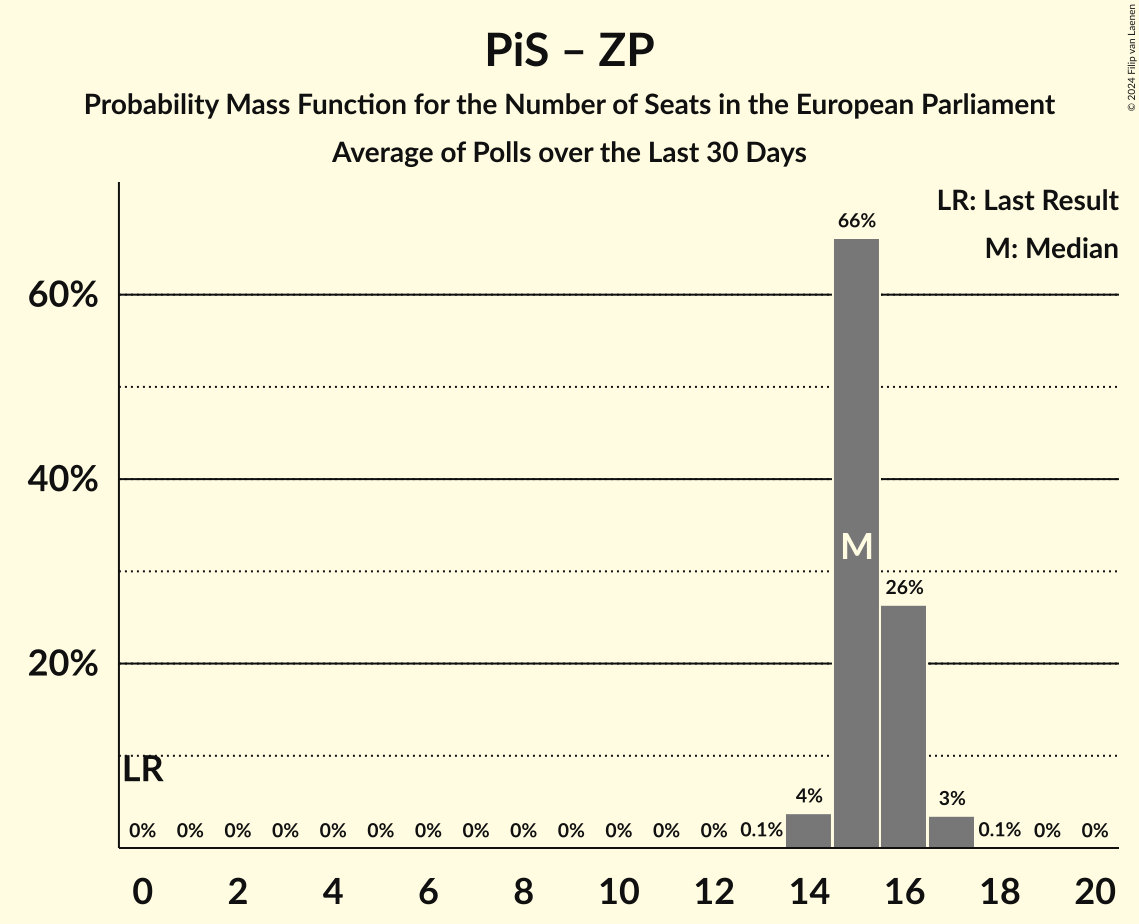 PiS – ZP
Probability Mass Function for the Number of Seats in the European Parliament
Average of Polls over the Last 30 Days
© 2024 Filip van Laenen
LR: Last Result
M: Median
60%
40%
20%
66%
M
26%
LR
4%
3%
0% 0% 0% 0% 0% 0% 0% 0% 0% 0% 0% 0% 0% 0.1% 0.1% 0% 0%
0 2 4 6 8 10 12 14 16 18 20